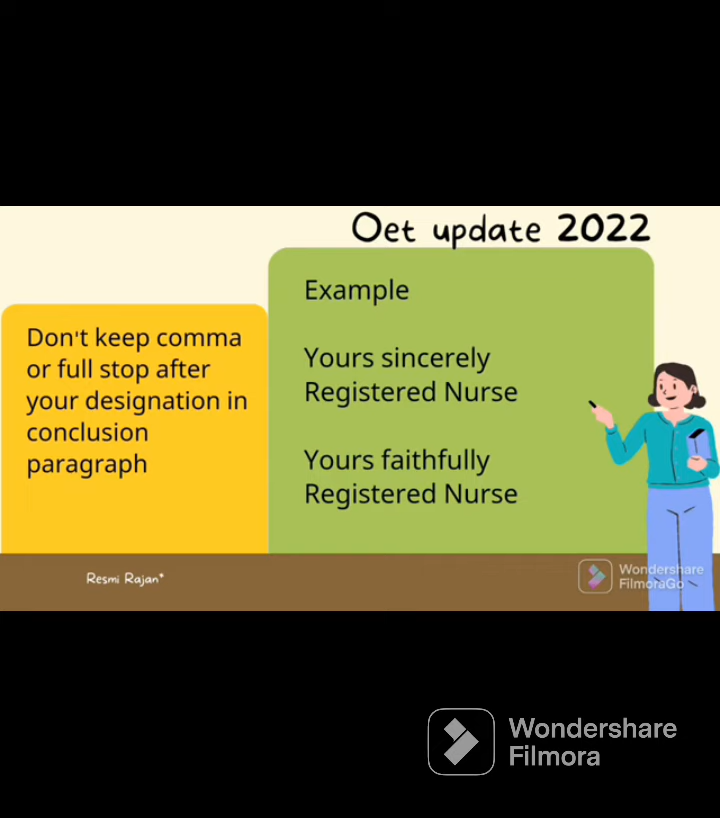 Oet update 2022
Don't keep comma
or full stop after
your designation in
conclusion
paragraph
Example
Yours sincerely
Registered Nurse
Yours faithfully
Registered Nurse
Resmi Rajan*
Wondershare
FilmoraGo
Wondershare
Filmora